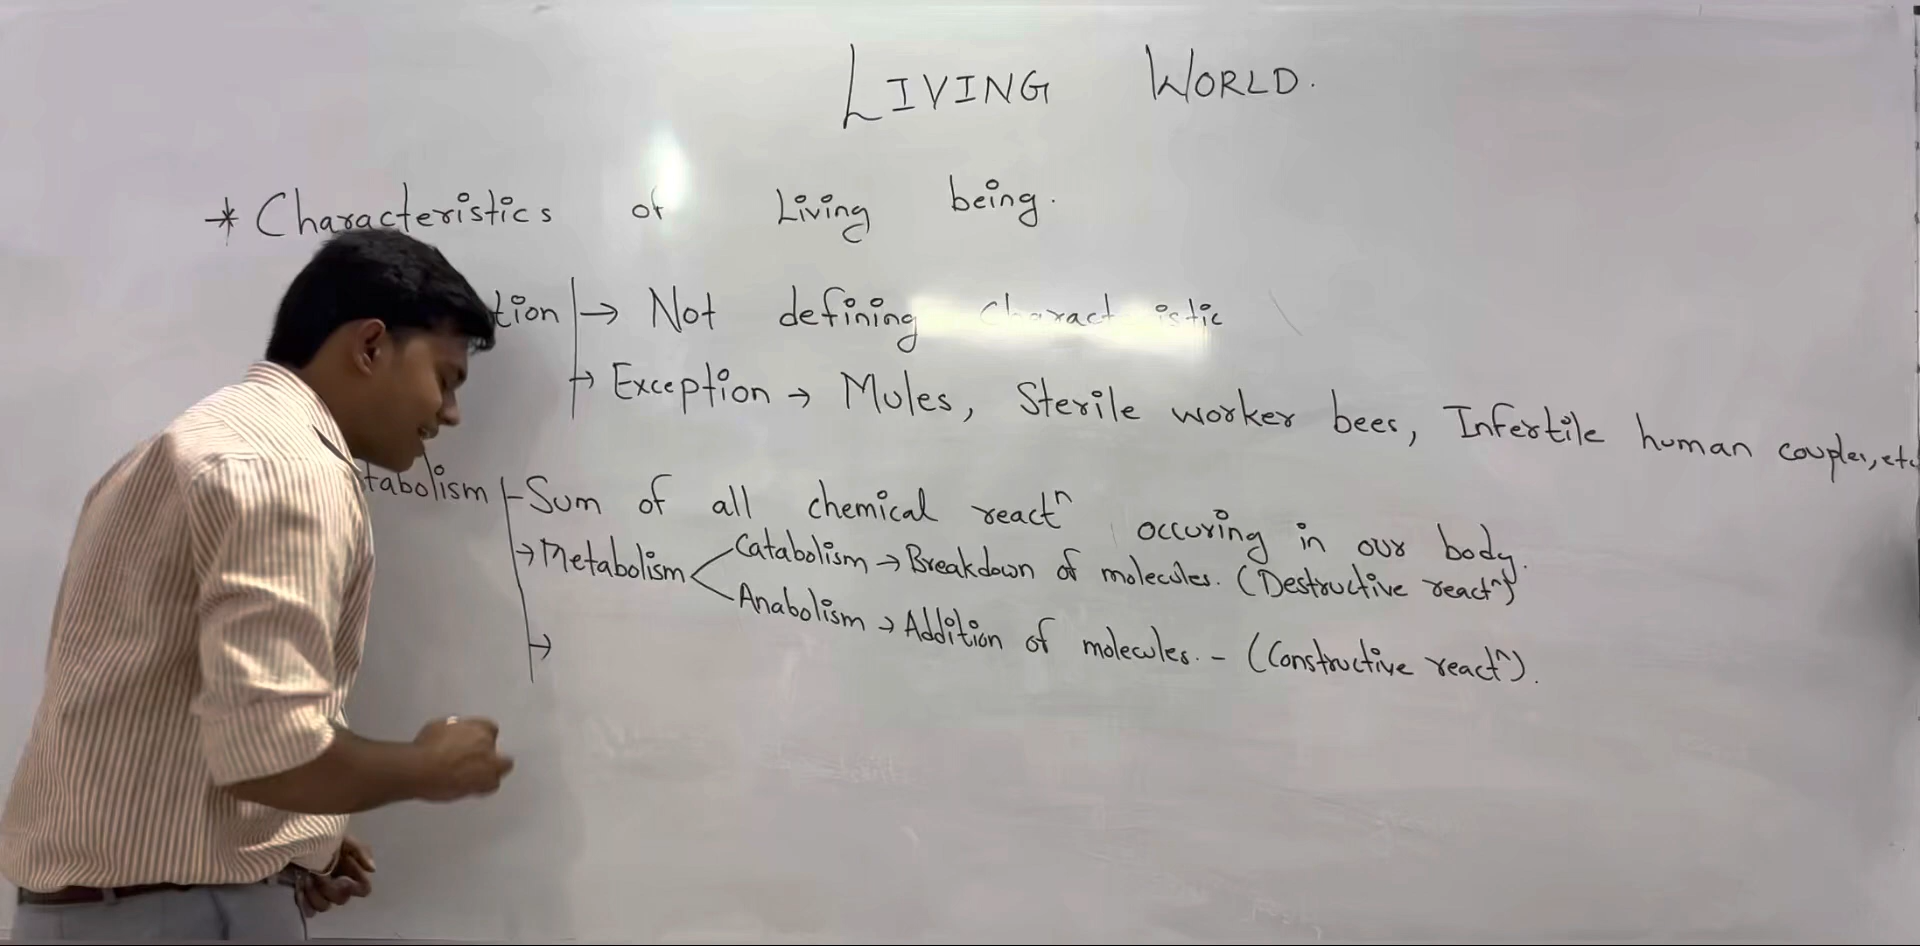 LIVING WORLD.
* Characteristics of Living being.
tion → Not defining charact istic
→ Exception → Mules, Sterile worker bees, Infertile human couples, etc
tabolism Sum of all chemical reactⁿ occuring in our body.
→ Metabolism Catabolism → Breakdown of molecules. (Destructive reactⁿ)
Anabolism → Addition of molecules. - (Constructive reactⁿ).
→